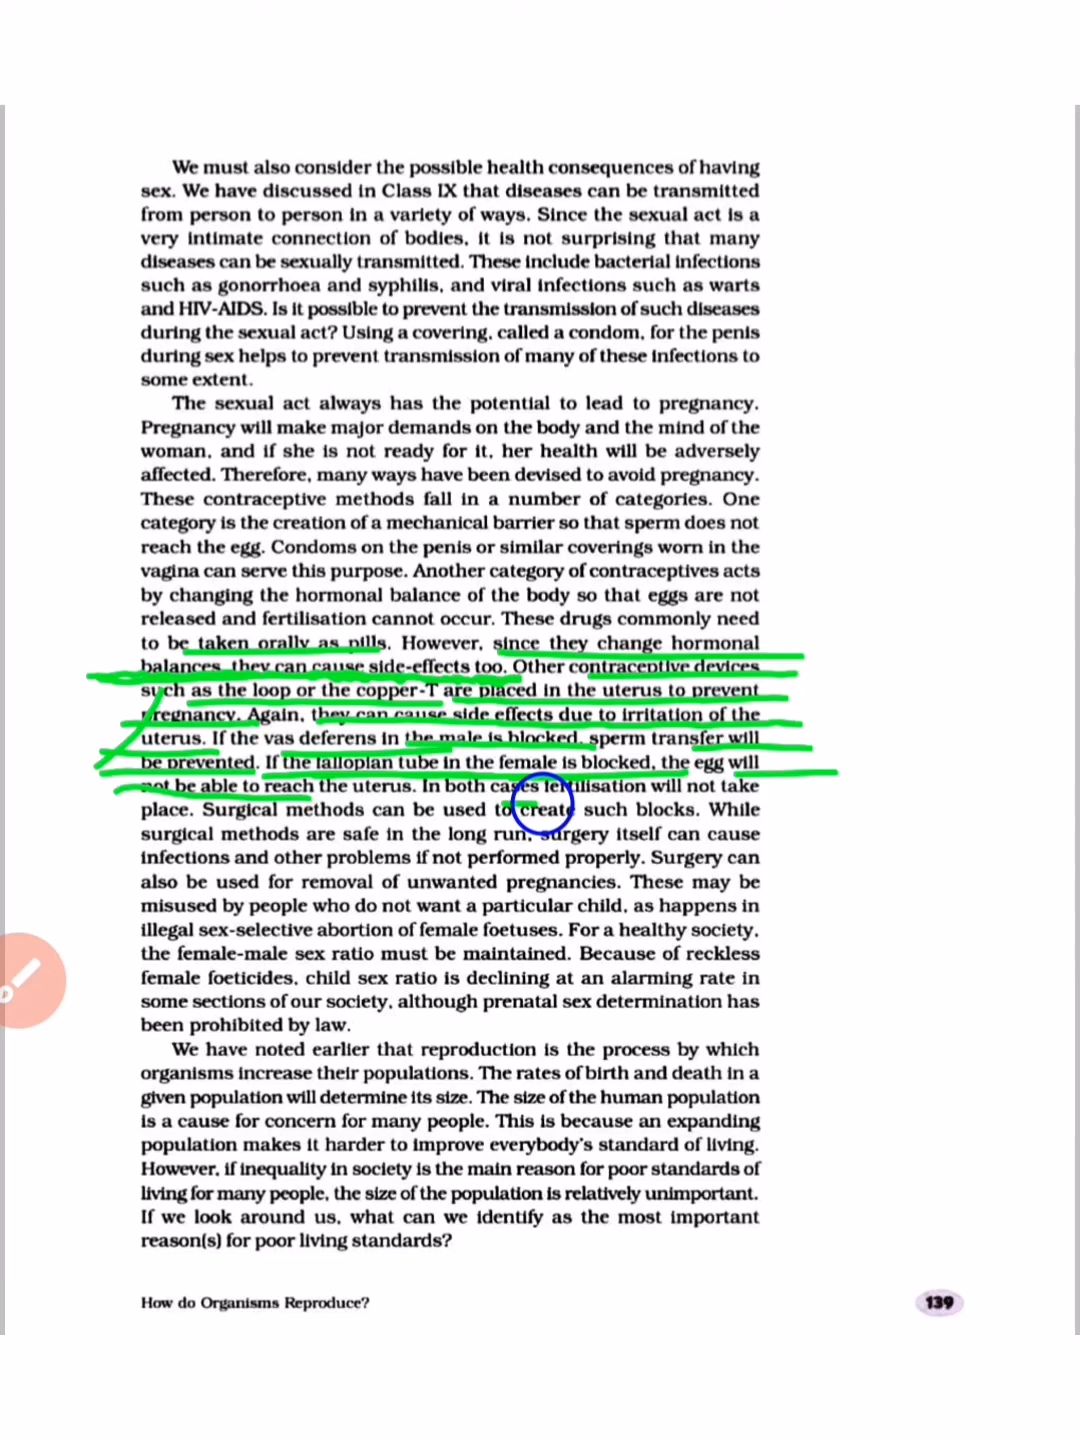 We must also consider the possible health consequences of having
sex. We have discussed in Class IX that diseases can be transmitted
from person to person in a variety of ways. Since the sexual act is a
very intimate connection of bodies, it is not surprising that many
diseases can be sexually transmitted. These include bacterial infections
such as gonorrhoea and syphilis, and viral infections such as warts
and HIV-AIDS. Is it possible to prevent the transmission of such diseases
during the sexual act? Using a covering, called a condom, for the penis
during sex helps to prevent transmission of many of these infections to
some extent.
The sexual act always has the potential to lead to pregnancy.
Pregnancy will make major demands on the body and the mind of the
woman, and if she is not ready for it, her health will be adversely
affected. Therefore, many ways have been devised to avoid pregnancy.
These contraceptive methods fall in a number of categories. One
category is the creation of a mechanical barrier so that sperm does not
reach the egg. Condoms on the penis or similar coverings worn in the
vagina can serve this purpose. Another category of contraceptives acts
by changing the hormonal balance of the body so that eggs are not
released and fertilisation cannot occur. These drugs commonly need
to be taken orally as pills. However, since they change hormonal
balances, they can cause side-effects too. Other contraceptive devices
such as the loop or the copper-T are placed in the uterus to prevent
pregnancy. Again, they can cause side effects due to irritation of the
uterus. If the vas deferens in the male is blocked, sperm transfer will
be prevented. If the fallopian tube in the female is blocked, the egg will
not be able to reach the uterus. In both cases fertilisation will not take
place. Surgical methods can be used to create such blocks. While
surgical methods are safe in the long run, surgery itself can cause
infections and other problems if not performed properly. Surgery can
also be used for removal of unwanted pregnancies. These may be
misused by people who do not want a particular child, as happens in
illegal sex-selective abortion of female foetuses. For a healthy society,
the female-male sex ratio must be maintained. Because of reckless
female foeticides, child sex ratio is declining at an alarming rate in
some sections of our society, although prenatal sex determination has
been prohibited by law.
We have noted earlier that reproduction is the process by which
organisms increase their populations. The rates of birth and death in a
given population will determine its size. The size of the human population
is a cause for concern for many people. This is because an expanding
population makes it harder to improve everybody's standard of living.
However, if inequality in society is the main reason for poor standards of
living for many people, the size of the population is relatively unimportant.
If we look around us, what can we identify as the most important
reason(s) for poor living standards?
How do Organisms Reproduce?
139